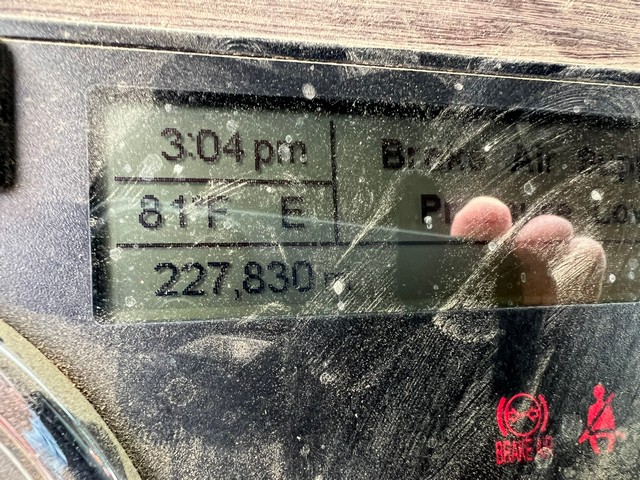 3:04 pm
Brake Air
81°F E
Low
227,830
BRAKE AIR